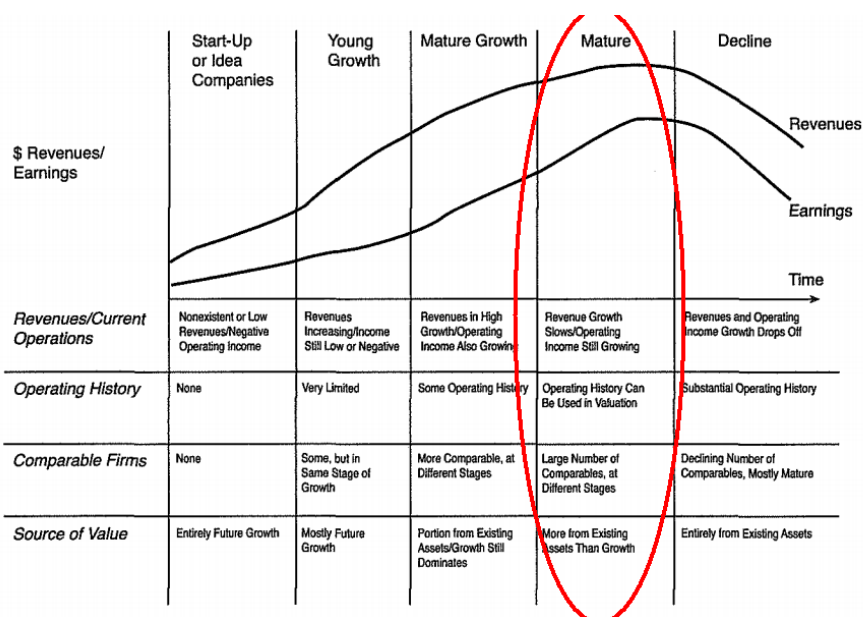 Start-Up
or Idea
Companies
Young
Growth
Mature Growth
Mature
Decline
$ Revenues/
Earnings
Revenues
Earnings
Time
Revenues/Current
Operations
Nonexistent or Low
Revenues/Negative
Operating Income
Revenues
Increasing/Income
Still Low or Negative
Revenues in High
Growth/Operating
Income Also Growing
Revenue Growth
Slows/Operating
Income Still Growing
Revenues and Operating
Income Growth Drops Off
Operating History
None
Very Limited
Some Operating History
Operating History Can
Be Used in Valuation
Substantial Operating History
Comparable Firms
None
Some, but in
Same Stage of
Growth
More Comparable, at
Different Stages
Large Number of
Comparables, at
Different Stages
Declining Number of
Comparables, Mostly Mature
Source of Value
Entirely Future Growth
Mostly Future
Growth
Portion from Existing
Assets/Growth Still
Dominates
More from Existing
Assets Than Growth
Entirely from Existing Assets